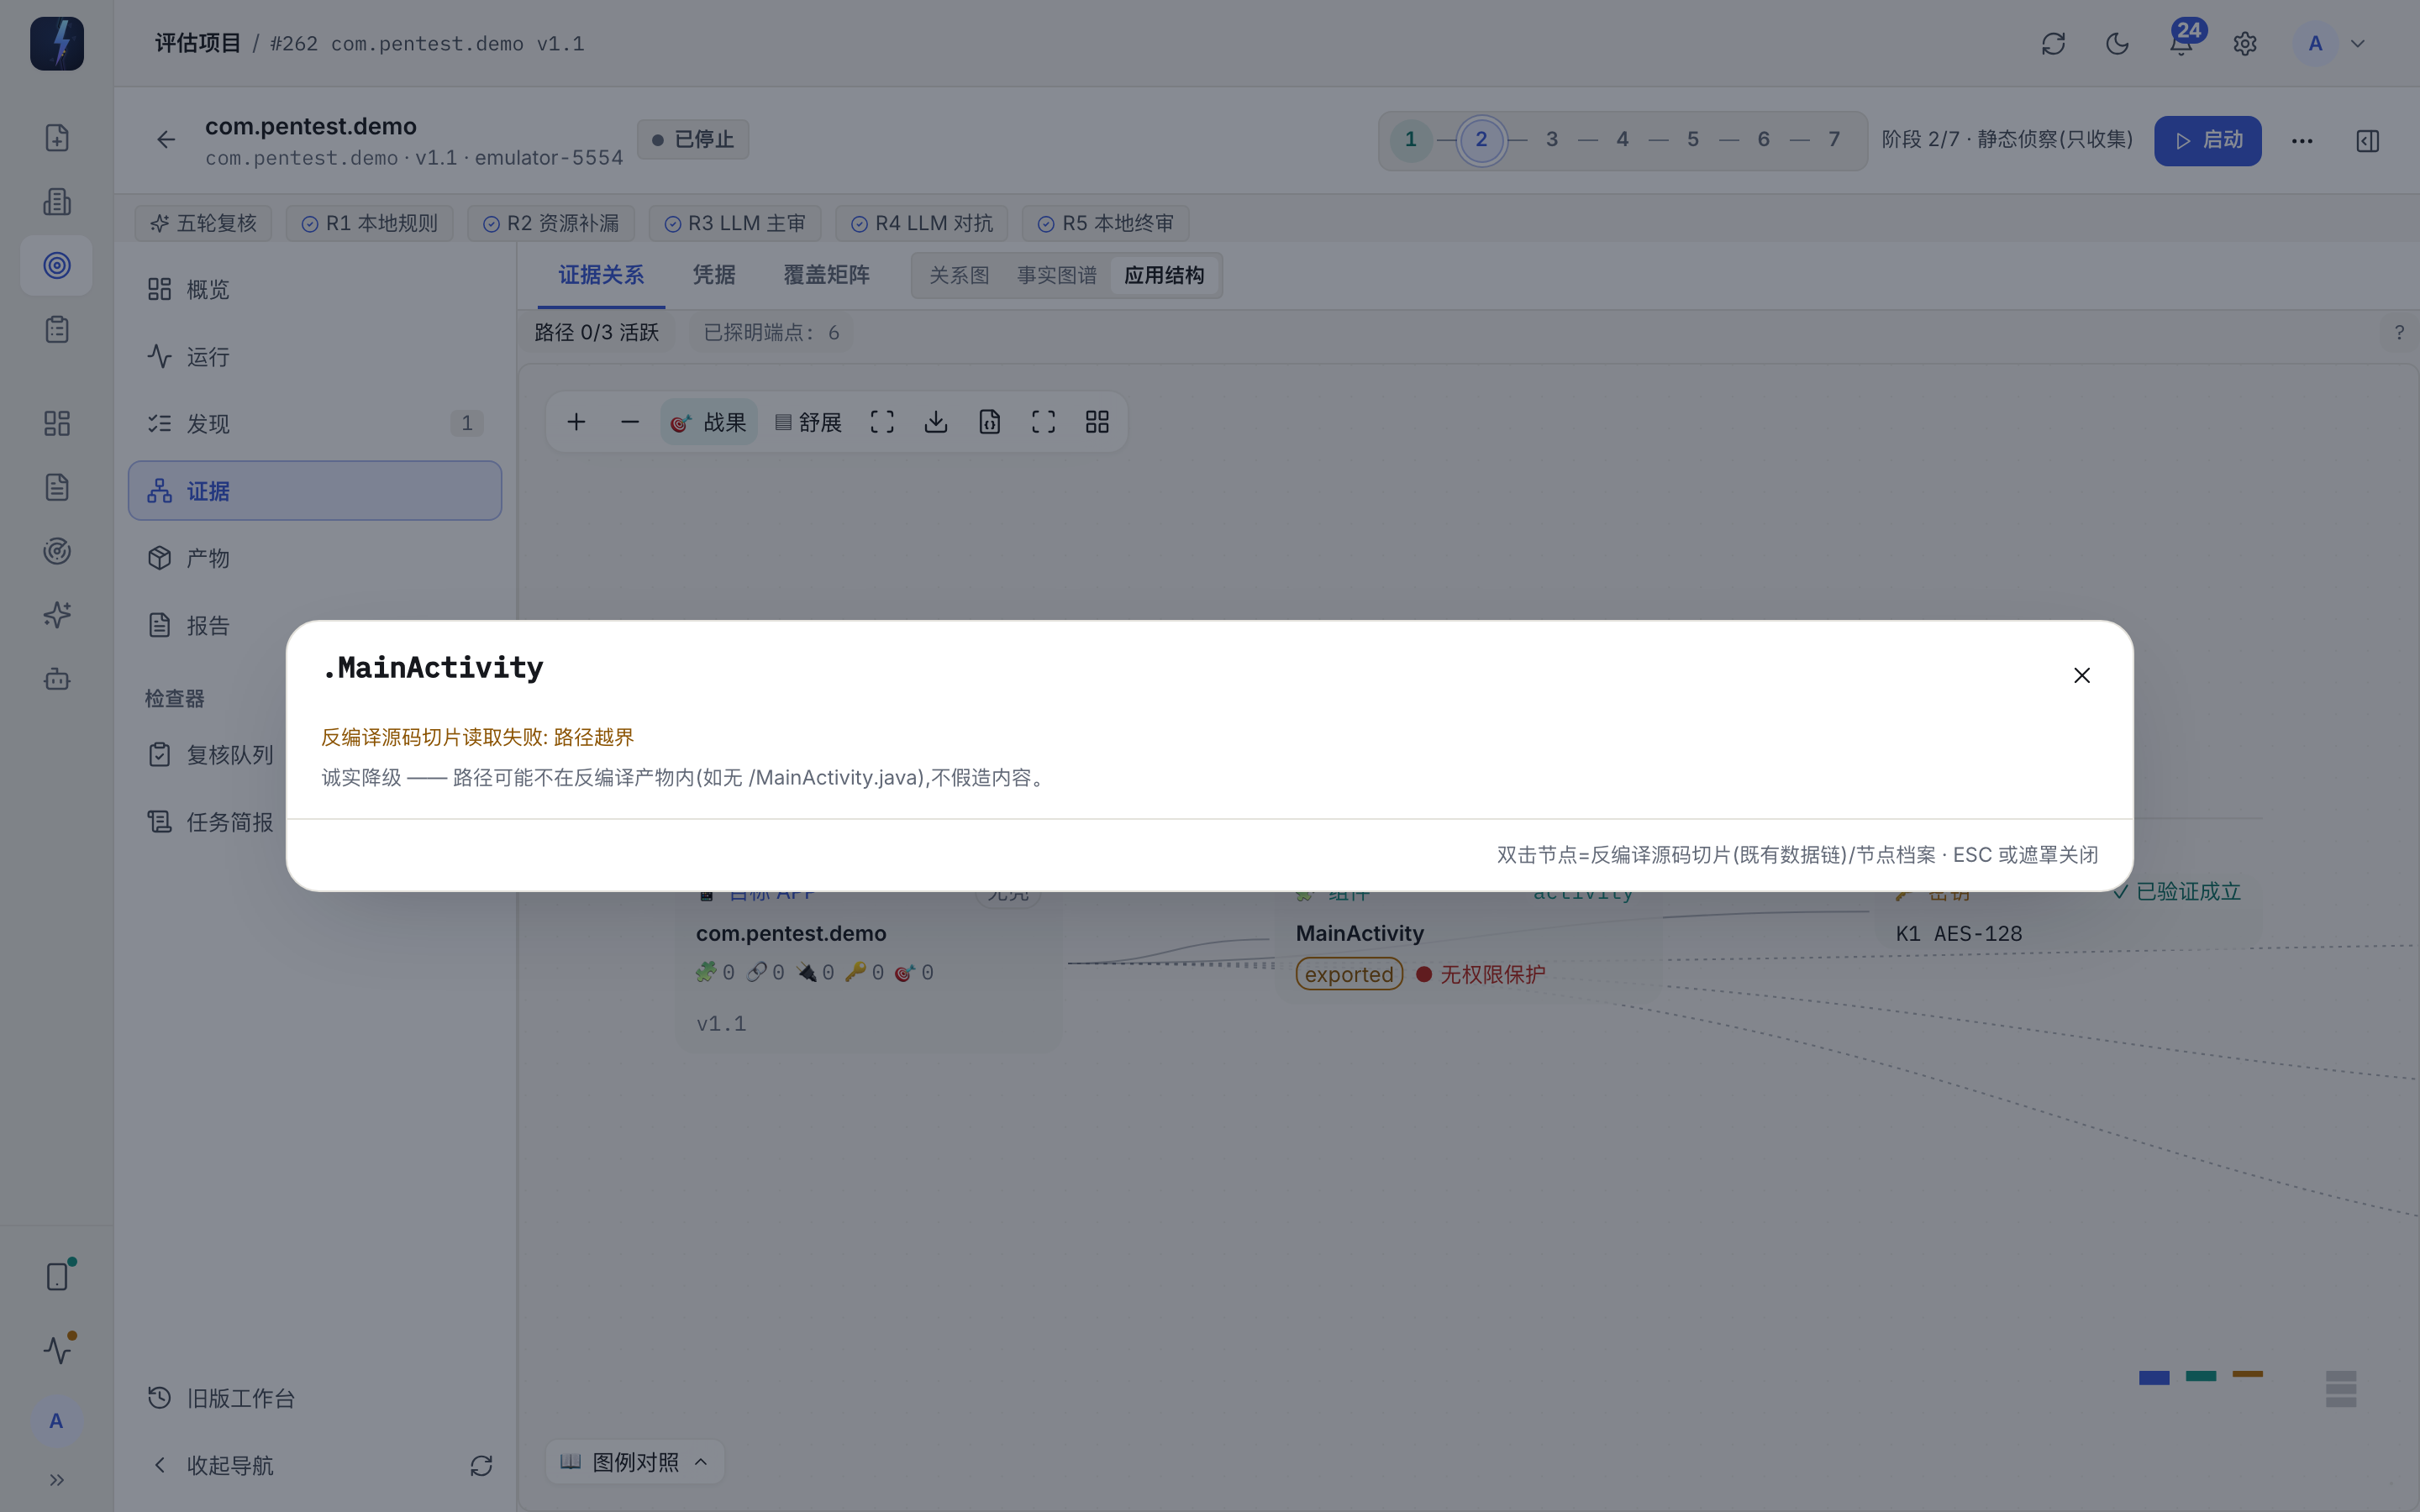 评估项目 / #262 com.pentest.demo v1.1
24
A
com.pentest.demo
com.pentest.demo · v1.1 · emulator-5554
已停止
1 — 2 — 3 — 4 — 5 — 6 — 7
阶段 2/7 · 静态侦察(只收集)
启动
五轮复核
R1 本地规则
R2 资源补漏
R3 LLM 主审
R4 LLM 对抗
R5 本地终审
概览
运行
发现 1
证据
产物
报告
检查器
复核队列
任务简报
旧版工作台
收起导航
A
证据关系
凭据
覆盖矩阵
关系图
事实图谱
应用结构
路径 0/3 活跃
已探明端点: 6
?
战果
舒展
.MainActivity
反编译源码切片读取失败: 路径越界
诚实降级 —— 路径可能不在反编译产物内(如无 /MainActivity.java),不假造内容。
双击节点=反编译源码切片(既有数据链)/节点档案 · ESC 或遮罩关闭
目标 APP
无壳
com.pentest.demo
0 0 0 0 0
v1.1
组件
activity
MainActivity
exported
无权限保护
密钥
✓ 已验证成立
K1 AES-128
图例对照